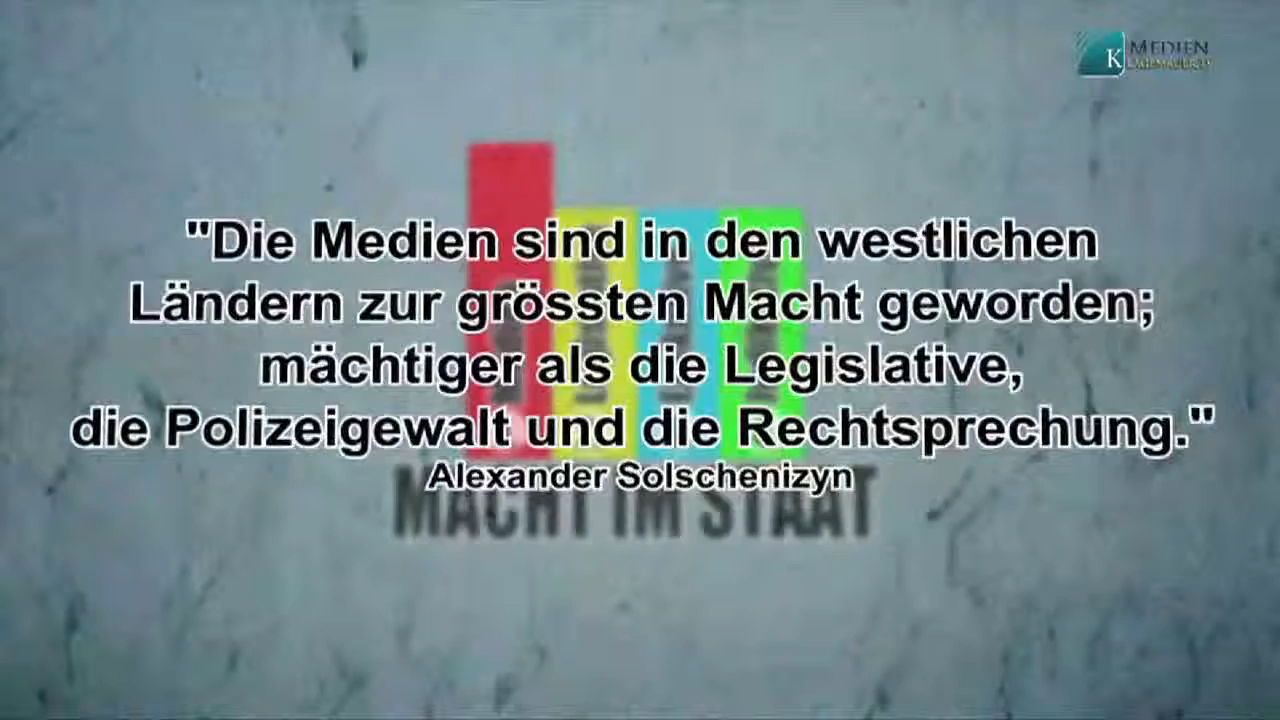 K
MEDIEN
"Die Medien sind in den westlichen
Ländern zur grössten Macht geworden;
mächtiger als die Legislative,
die Polizeigewalt und die Rechtsprechung."
Alexander Solschenizyn
MACHT IM STAAT